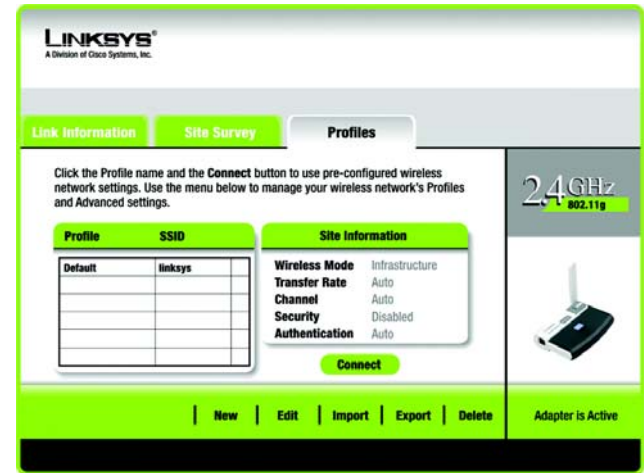 LINKSYS®
A Division of Cisco Systems, Inc.
Link Information
Site Survey
Profiles
Click the Profile name and the Connect button to use pre-configured wireless
network settings. Use the menu below to manage your wireless network's Profiles
and Advanced settings.
2.4GHz
802.11g
Profile SSID
Default linksys
Site Information
Wireless Mode Infrastructure
Transfer Rate Auto
Channel Auto
Security Disabled
Authentication Auto
Connect
New | Edit | Import | Export | Delete
Adapter is Active